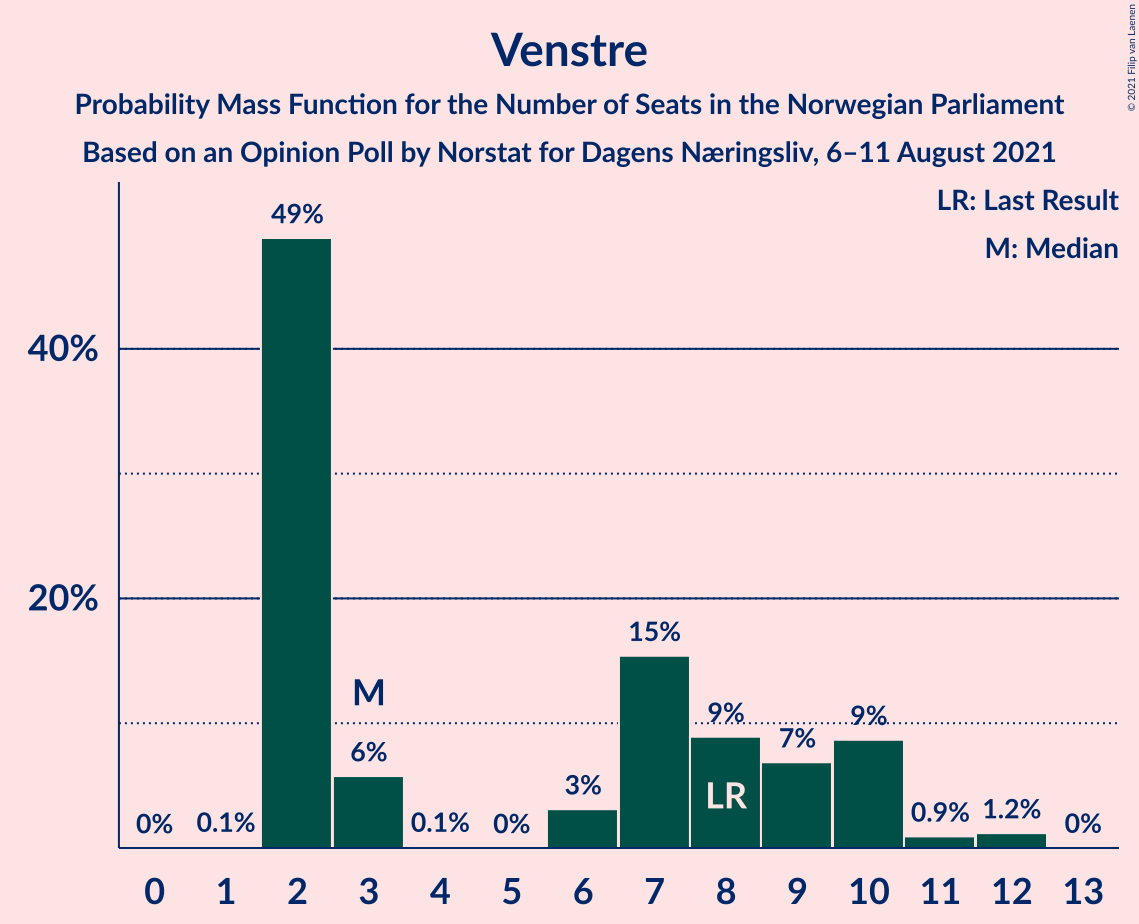 Venstre
Probability Mass Function for the Number of Seats in the Norwegian Parliament
Based on an Opinion Poll by Norstat for Dagens Næringsliv, 6–11 August 2021
© 2021 Filip van Laenen
LR: Last Result
M: Median
49%
40%
20%
15%
M
9%
9%
7%
6%
3%
LR
0%
0.1%
0.1%
0%
0.9%
1.2%
0%
0 1 2 3 4 5 6 7 8 9 10 11 12 13